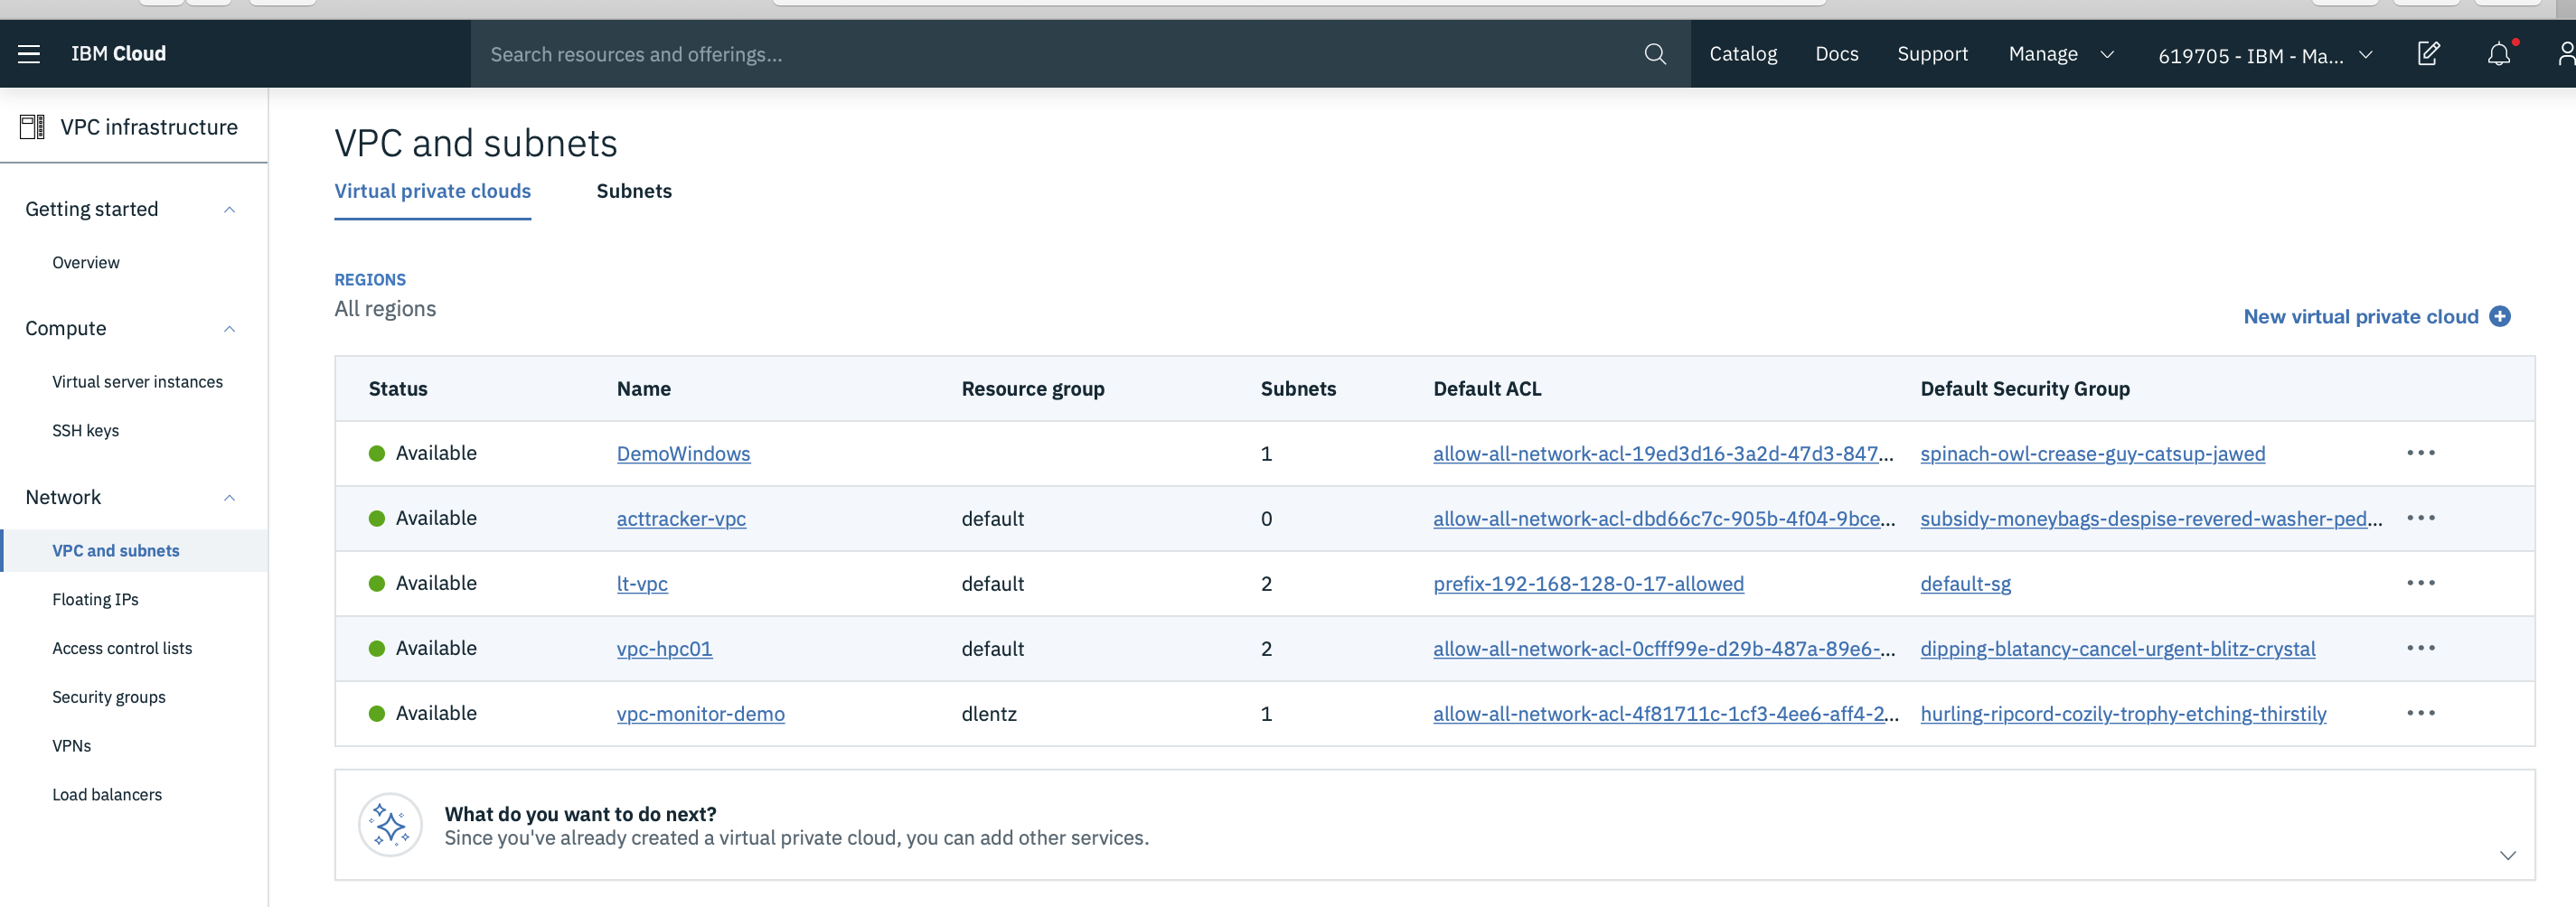 IBM Cloud
Search resources and offerings...
Catalog Docs Support Manage 619705 - IBM - Ma...
VPC infrastructure
Getting started
Overview
Compute
Virtual server instances
SSH keys
Network
VPC and subnets
Floating IPs
Access control lists
Security groups
VPNs
Load balancers
VPC and subnets
Virtual private clouds Subnets
REGIONS
All regions
New virtual private cloud
Status Name Resource group Subnets Default ACL Default Security Group
Available DemoWindows 1 allow-all-network-acl-19ed3d16-3a2d-47d3-847... spinach-owl-crease-guy-catsup-jawed
Available acttracker-vpc default 0 allow-all-network-acl-dbd66c7c-905b-4f04-9bce... subsidy-moneybags-despise-revered-washer-ped...
Available lt-vpc default 2 prefix-192-168-128-0-17-allowed default-sg
Available vpc-hpc01 default 2 allow-all-network-acl-0cfff99e-d29b-487a-89e6-... dipping-blatancy-cancel-urgent-blitz-crystal
Available vpc-monitor-demo dlentz 1 allow-all-network-acl-4f81711c-1cf3-4ee6-aff4-2... hurling-ripcord-cozily-trophy-etching-thirstily
What do you want to do next?
Since you've already created a virtual private cloud, you can add other services.